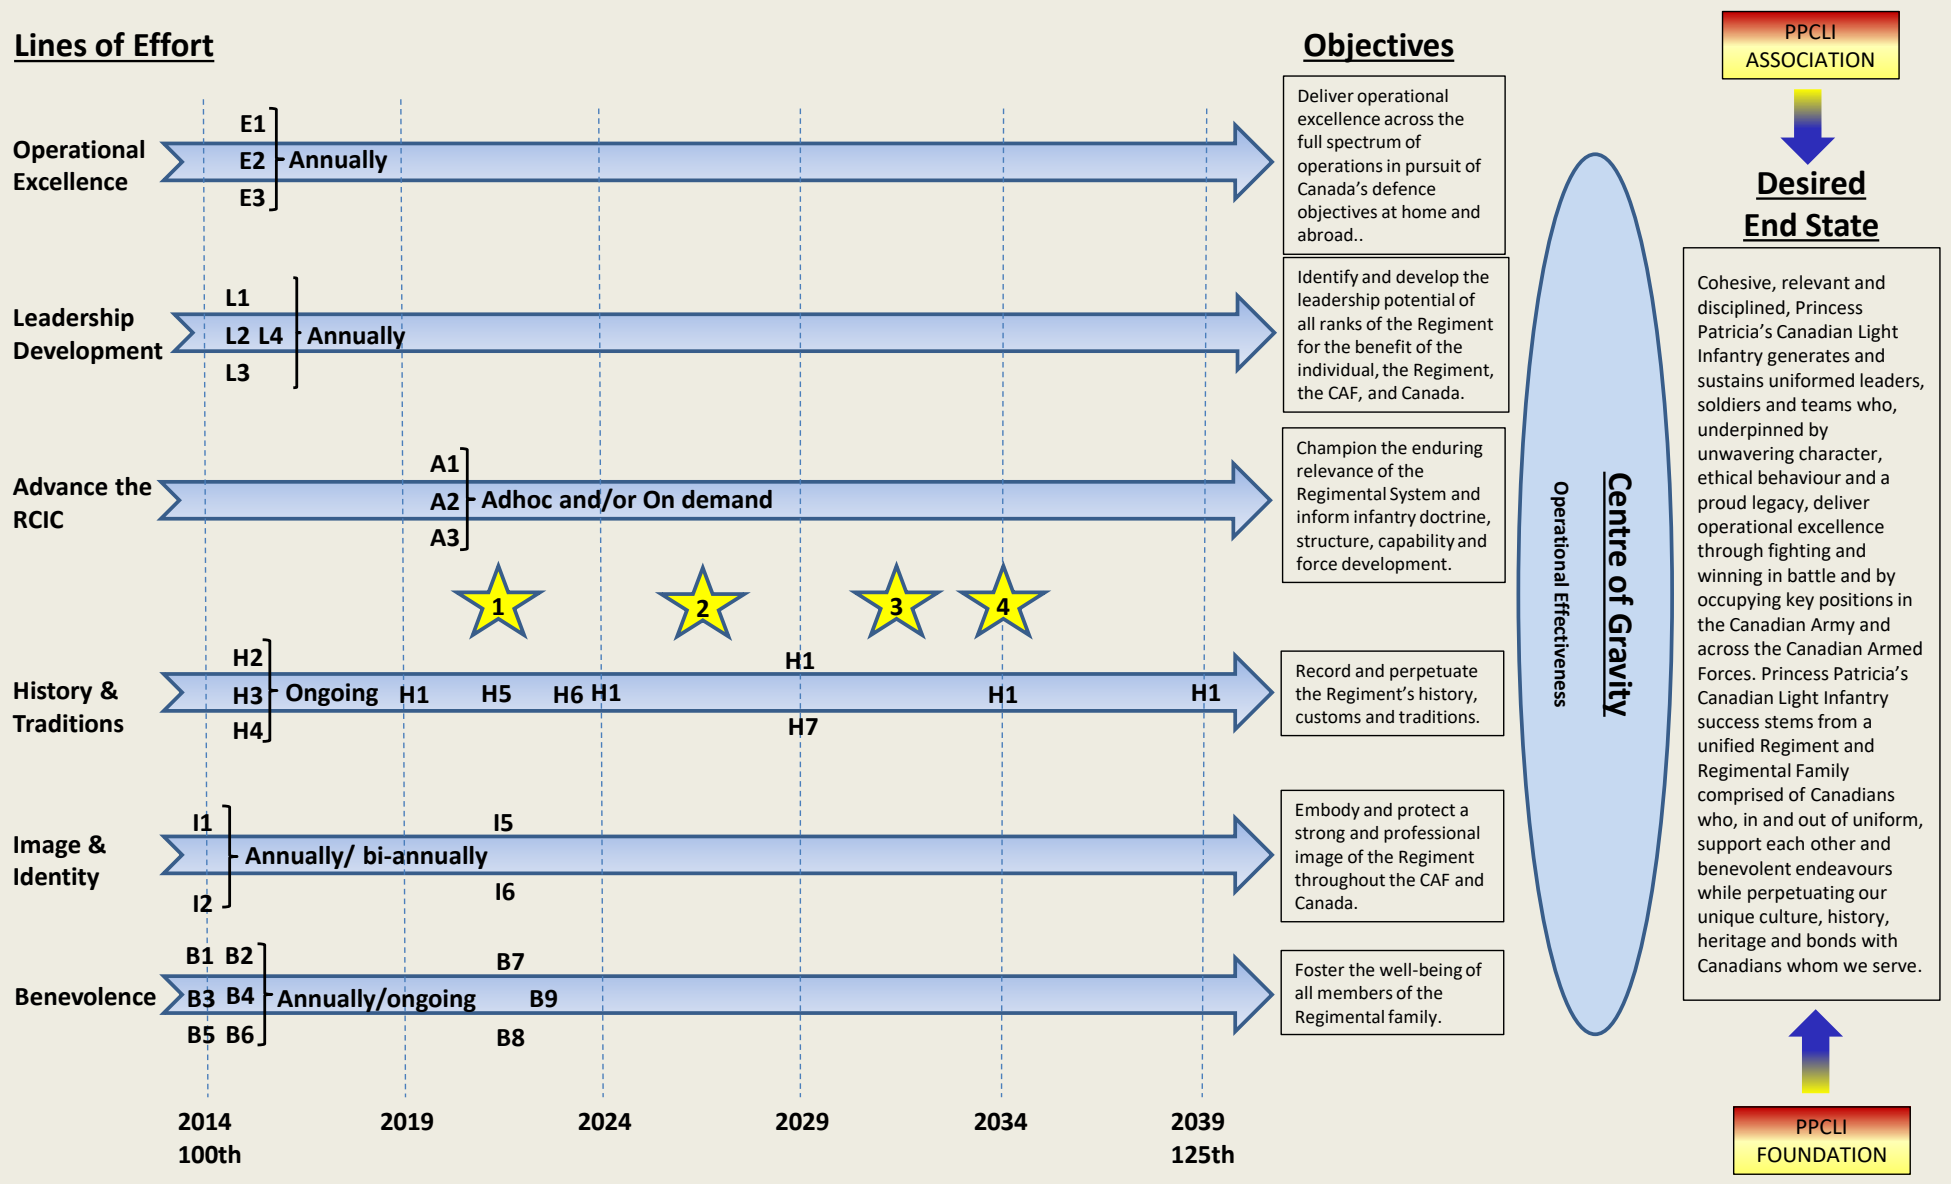 Lines of Effort
Objectives
PPCLI
ASSOCIATION
Operational
Excellence
E1
E2
E3
Annually
Deliver operational
excellence across the
full spectrum of
operations in pursuit of
Canada's defence
objectives at home and
abroad..
Leadership
Development
L1
L2 L4
L3
Annually
Identify and develop the
leadership potential of
all ranks of the Regiment
for the benefit of the
individual, the Regiment,
the CAF, and Canada.
Advance the
RCIC
A1
A2
A3
Adhoc and/or On demand
Champion the enduring
relevance of the
Regimental System and
inform infantry doctrine,
structure, capability and
force development.
1
2
3
4
History &
Traditions
H2
H3
H4
Ongoing
H1
H5
H6 H1
H1
H7
H1
H1
Record and perpetuate
the Regiment's history,
customs and traditions.
Image &
Identity
I1
I2
Annually/ bi-annually
I5
I6
Embody and protect a
strong and professional
image of the Regiment
throughout the CAF and
Canada.
Benevolence
B1 B2
B3 B4
B5 B6
Annually/ongoing
B7
B9
B8
Foster the well-being of
all members of the
Regimental family.
2014
100th
2019
2024
2029
2034
2039
125th
Centre of Gravity
Operational Effectiveness
Desired
End State
Cohesive, relevant and
disciplined, Princess
Patricia's Canadian Light
Infantry generates and
sustains uniformed leaders,
soldiers and teams who,
underpinned by
unwavering character,
ethical behaviour and a
proud legacy, deliver
operational excellence
through fighting and
winning in battle and by
occupying key positions in
the Canadian Army and
across the Canadian Armed
Forces. Princess Patricia's
Canadian Light Infantry
success stems from a
unified Regiment and
Regimental Family
comprised of Canadians
who, in and out of uniform,
support each other and
benevolent endeavours
while perpetuating our
unique culture, history,
heritage and bonds with
Canadians whom we serve.
PPCLI
FOUNDATION